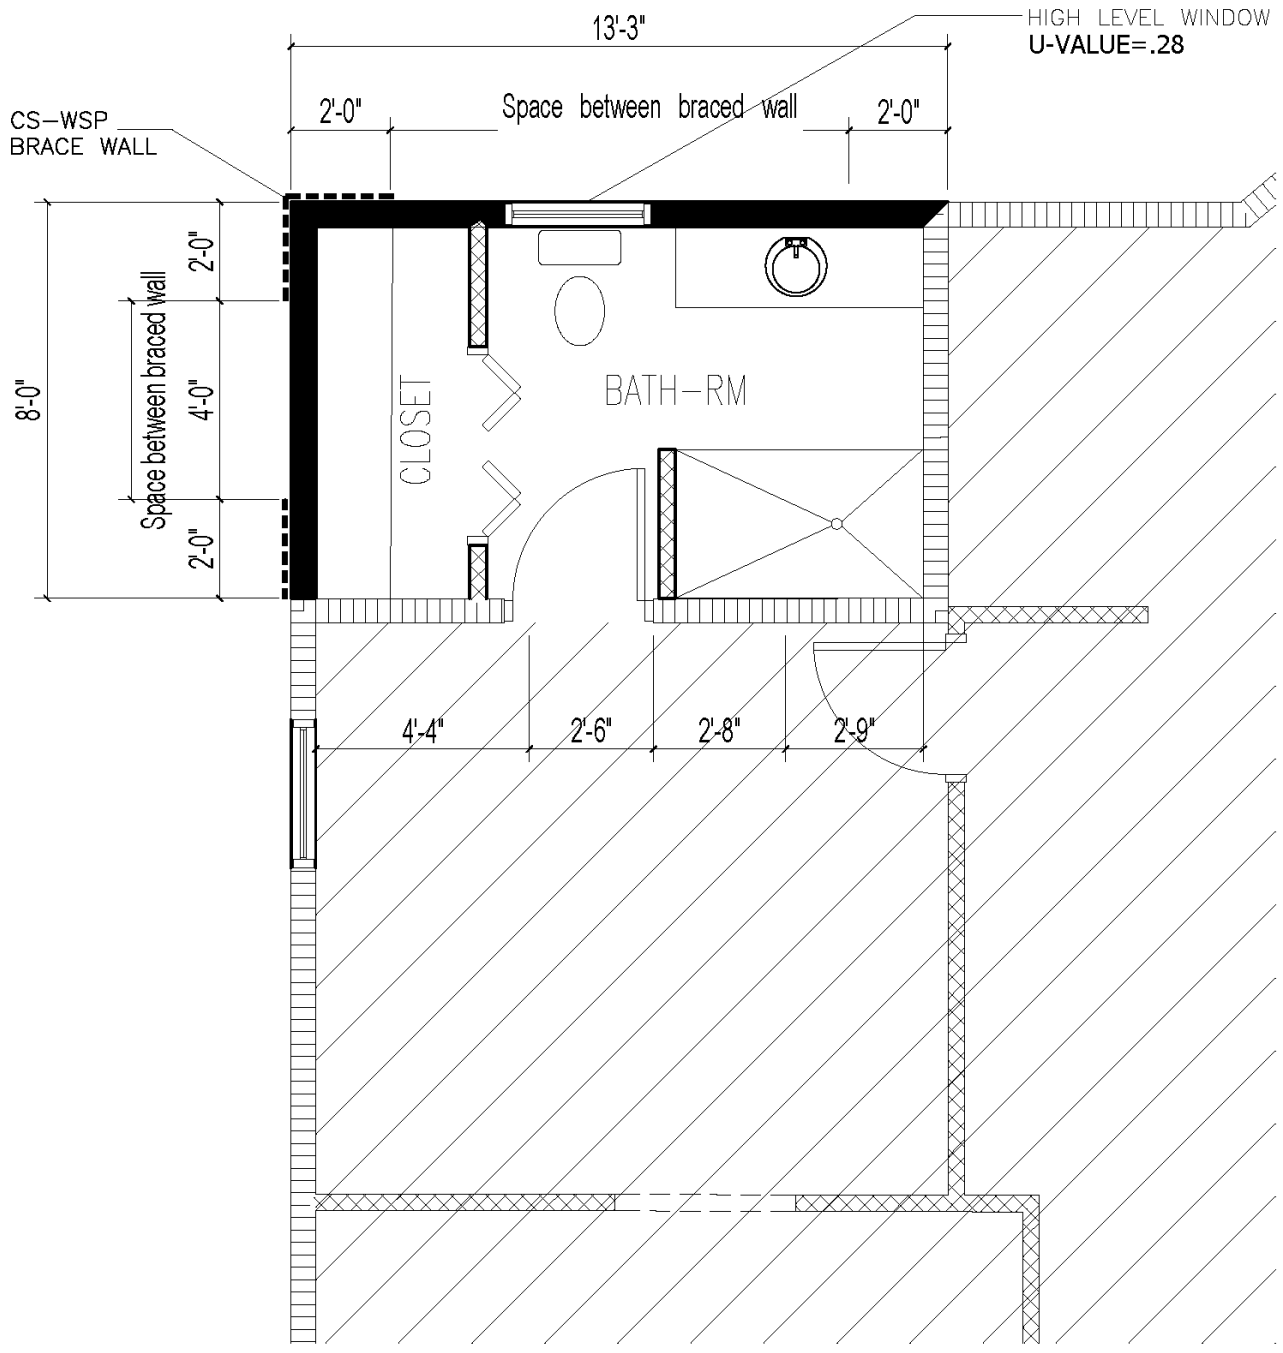 HIGH LEVEL WINDOW
U-VALUE=.28
13'-3"
2'-0"
Space between braced wall
2'-0"
CS-WSP
BRACE WALL
8'-0"
2'-0"
4'-0"
2'-0"
Space between braced wall
CLOSET
BATH-RM
4'-4"
2'-6"
2'-8"
2'-9"